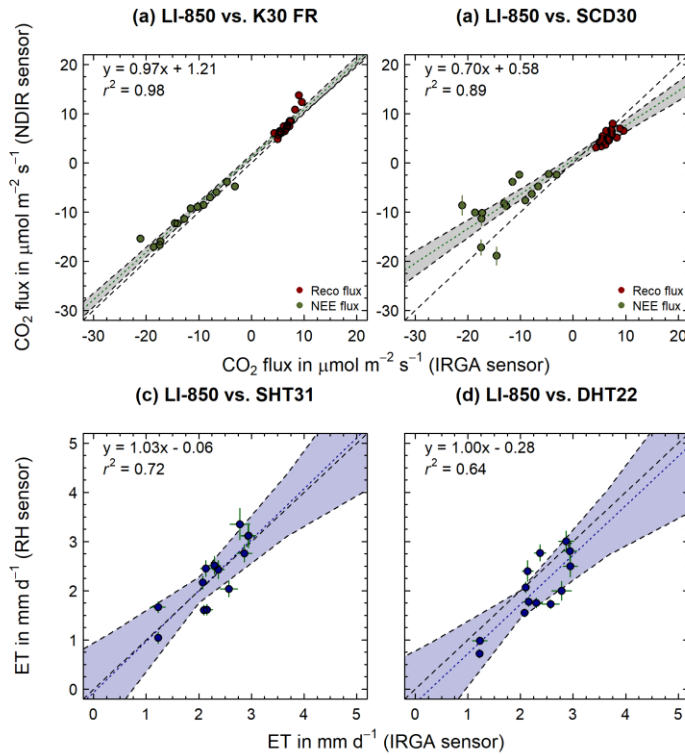 (a) LI-850 vs. K30 FR
(a) LI-850 vs. SCD30
y = 0.97x + 1.21
r² = 0.98
y = 0.70x + 0.58
r² = 0.89
CO₂ flux in μmol m⁻² s⁻¹ (NDIR sensor)
20
10
0
-10
-20
-30
Reco flux
NEE flux
20
10
0
-10
-20
-30
Reco flux
NEE flux
-30 -20 -10 0 10 20
-30 -20 -10 0 10 20
CO₂ flux in μmol m⁻² s⁻¹ (IRGA sensor)
(c) LI-850 vs. SHT31
(d) LI-850 vs. DHT22
y = 1.03x - 0.06
r² = 0.72
y = 1.00x - 0.28
r² = 0.64
ET in mm d⁻¹ (RH sensor)
5
4
3
2
1
0
5
4
3
2
1
0
0 1 2 3 4 5
0 1 2 3 4 5
ET in mm d⁻¹ (IRGA sensor)